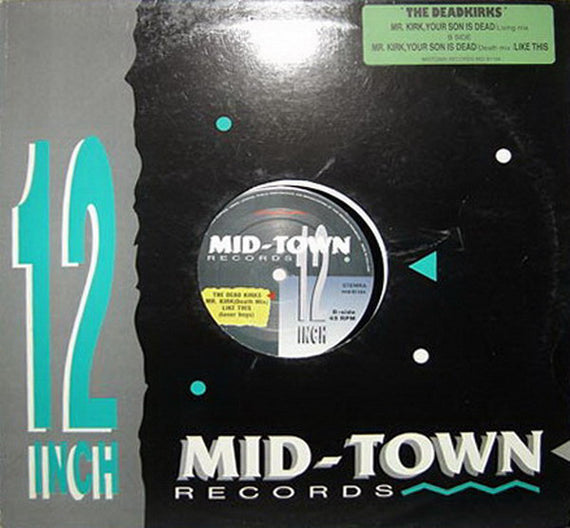 "THE DEADKIRKS"
MR. KIRK, YOUR SON IS DEAD/Living mix
B SIDE
MR. KIRK, YOUR SON IS DEAD/Death mix /LIKE THIS
12
INCH
MID-TOWN
RECORDS
12
INCH
THE DEAD KIRKS
MR. KIRK(Death Mix)
LIKE THIS
STEMRA
B-side
45 RPM
MID-TOWN
RECORDS